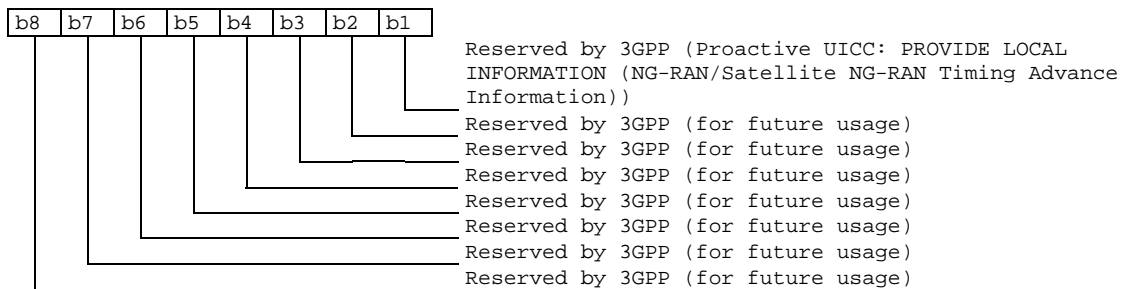 b8 b7 b6 b5 b4 b3 b2 b1
Reserved by 3GPP (Proactive UICC: PROVIDE LOCAL
INFORMATION (NG-RAN/Satellite NG-RAN Timing Advance
Information))
Reserved by 3GPP (for future usage)
Reserved by 3GPP (for future usage)
Reserved by 3GPP (for future usage)
Reserved by 3GPP (for future usage)
Reserved by 3GPP (for future usage)
Reserved by 3GPP (for future usage)
Reserved by 3GPP (for future usage)